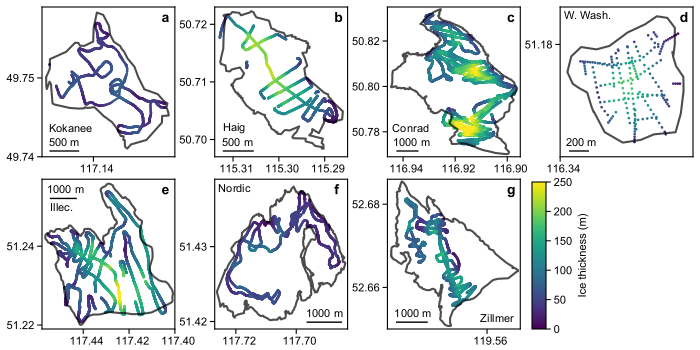 a
49.75
49.74
Kokanee
500 m
117.14
b
50.72
50.71
50.70
Haig
500 m
115.31
115.30
115.29
c
50.84
50.82
50.80
50.78
Conrad
1000 m
116.94
116.92
116.90
W. Wash.
d
51.18
200 m
116.34
1000 m
e
Illec.
51.24
51.22
117.44
117.42
117.40
Nordic
f
51.43
51.42
1000 m
117.72
117.70
g
52.68
52.66
1000 m
Zillmer
119.56
250
200
150
100
50
0
Ice thickness (m)